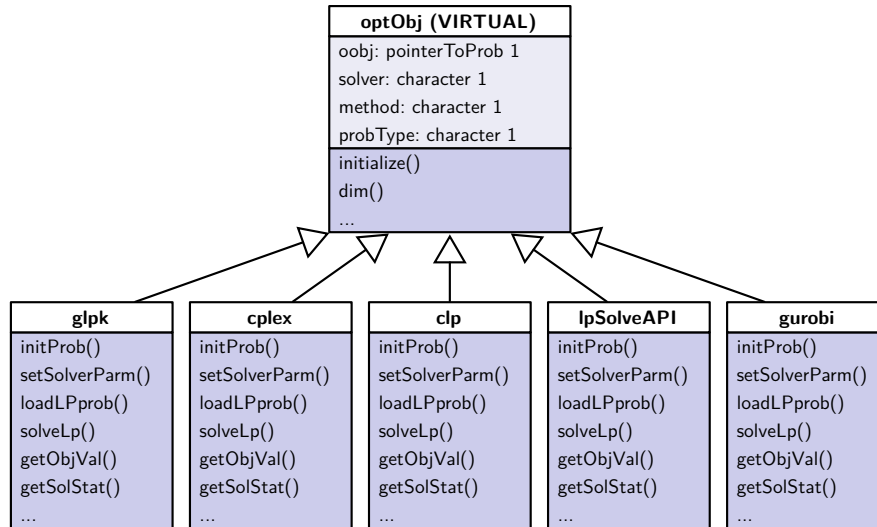 optObj (VIRTUAL)
oobj: pointerToProb 1
solver: character 1
method: character 1
probType: character 1
initialize()
dim()
...
glpk
initProb()
setSolverParm()
loadLPprob()
solveLp()
getObjVal()
getSolStat()
...
cplex
initProb()
setSolverParm()
loadLPprob()
solveLp()
getObjVal()
getSolStat()
...
clp
initProb()
setSolverParm()
loadLPprob()
solveLp()
getObjVal()
getSolStat()
...
lpSolveAPI
initProb()
setSolverParm()
loadLPprob()
solveLp()
getObjVal()
getSolStat()
...
gurobi
initProb()
setSolverParm()
loadLPprob()
solveLp()
getObjVal()
getSolStat()
...